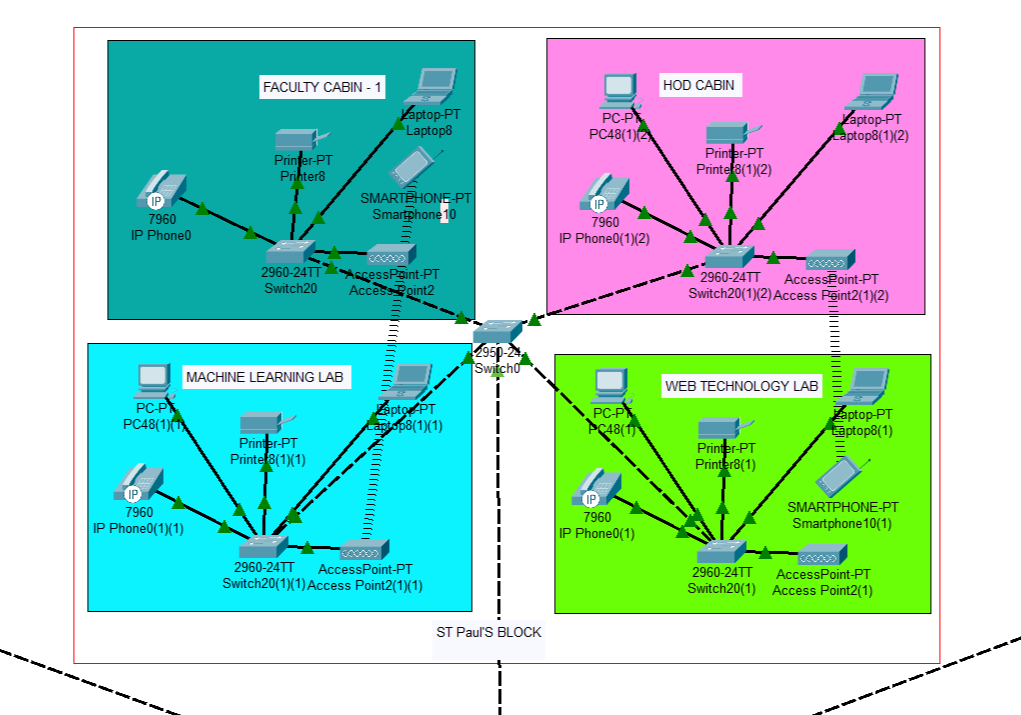 FACULTY CABIN - 1
Laptop-PT
Laptop8
Printer-PT
Printer8
SMARTPHONE-PT
Smartphone10
IP
7960
IP Phone0
2960-24TT
Switch20
AccessPoint-PT
Access Point2
HOD CABIN
PC-PT
PC48(1)(2)
Laptop-PT
Laptop8(1)(2)
Printer-PT
Printer8(1)(2)
IP
7960
IP Phone0(1)(2)
2960-24TT
Switch20(1)(2)
AccessPoint-PT
Access Point2(1)(2)
2950-24
Switch0
MACHINE LEARNING LAB
PC-PT
PC48(1)(1)
Laptop-PT
Laptop8(1)(1)
Printer-PT
Printer8(1)(1)
IP
7960
IP Phone0(1)(1)
2960-24TT
Switch20(1)(1)
AccessPoint-PT
Access Point2(1)(1)
WEB TECHNOLOGY LAB
PC-PT
PC48(1)
Laptop-PT
Laptop8(1)
Printer-PT
Printer8(1)
IP
7960
IP Phone0(1)
SMARTPHONE-PT
Smartphone10(1)
2960-24TT
Switch20(1)
AccessPoint-PT
Access Point2(1)
ST Paul'S BLOCK